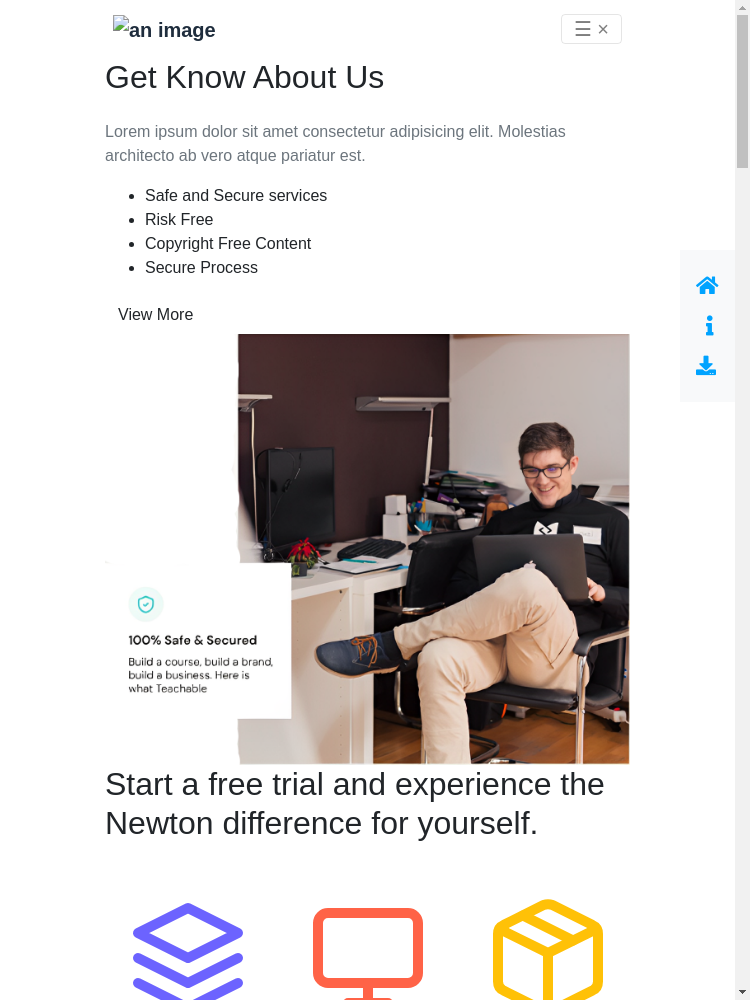 an image
☰ ×
Get Know About Us
Lorem ipsum dolor sit amet consectetur adipisicing elit. Molestias
architecto ab vero atque pariatur est.
Safe and Secure services
Risk Free
Copyright Free Content
Secure Process
View More
100% Safe & Secured
Build a course, build a brand,
build a business. Here is
what Teachable
Start a free trial and experience the
Newton difference for yourself.